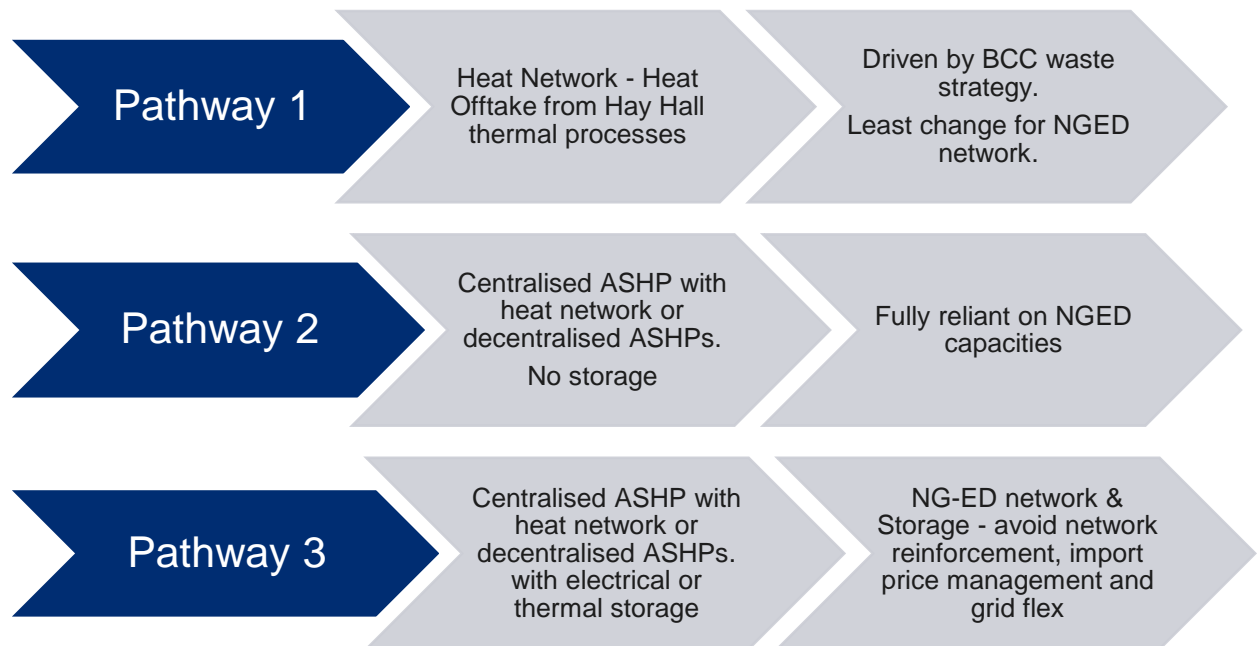 Pathway 1
Heat Network - Heat
Offtake from Hay Hall
thermal processes
Driven by BCC waste
strategy.
Least change for NGED
network.
Pathway 2
Centralised ASHP with
heat network or
decentralised ASHPs.
No storage
Fully reliant on NGED
capacities
Pathway 3
Centralised ASHP with
heat network or
decentralised ASHPs.
with electrical or
thermal storage
NG-ED network &
Storage - avoid network
reinforcement, import
price management and
grid flex